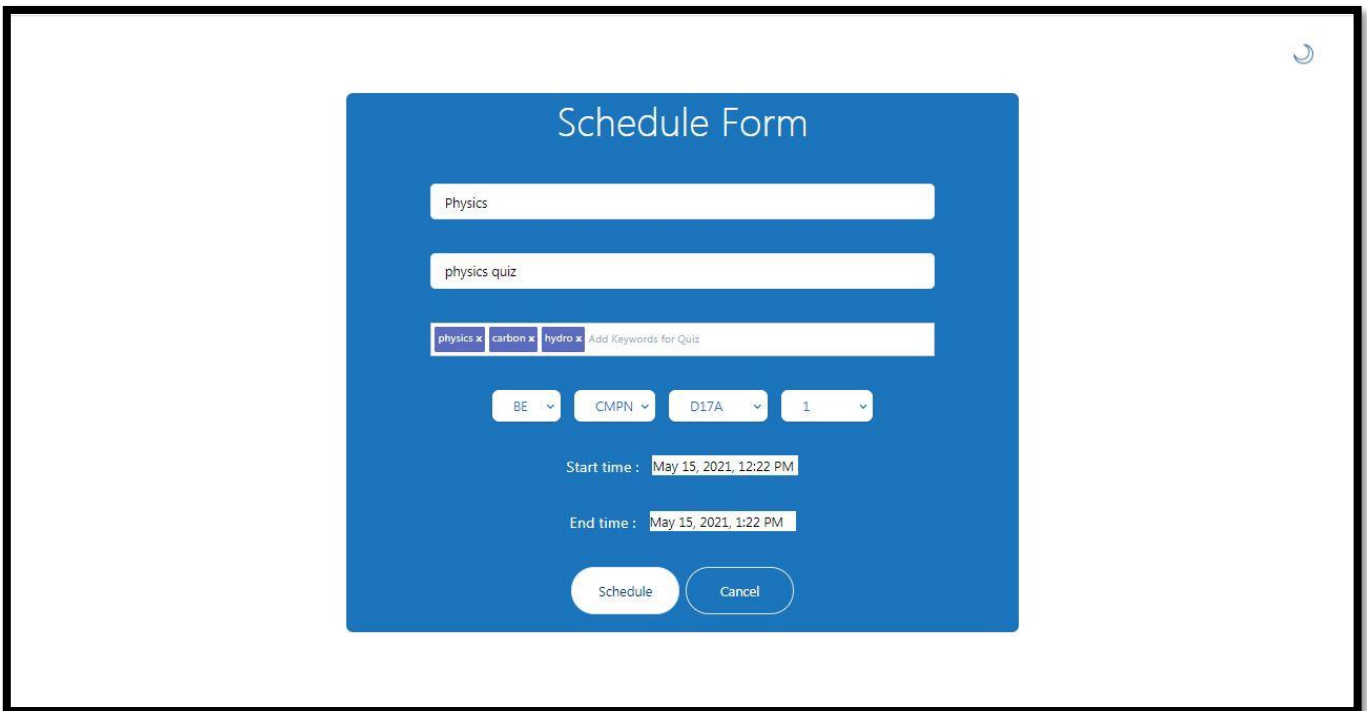 Schedule Form
Physics
physics quiz
physics x carbon x hydro x Add Keywords for Quiz
BE CMPN D17A 1
Start time : May 15, 2021, 12:22 PM
End time : May 15, 2021, 1:22 PM
Schedule Cancel